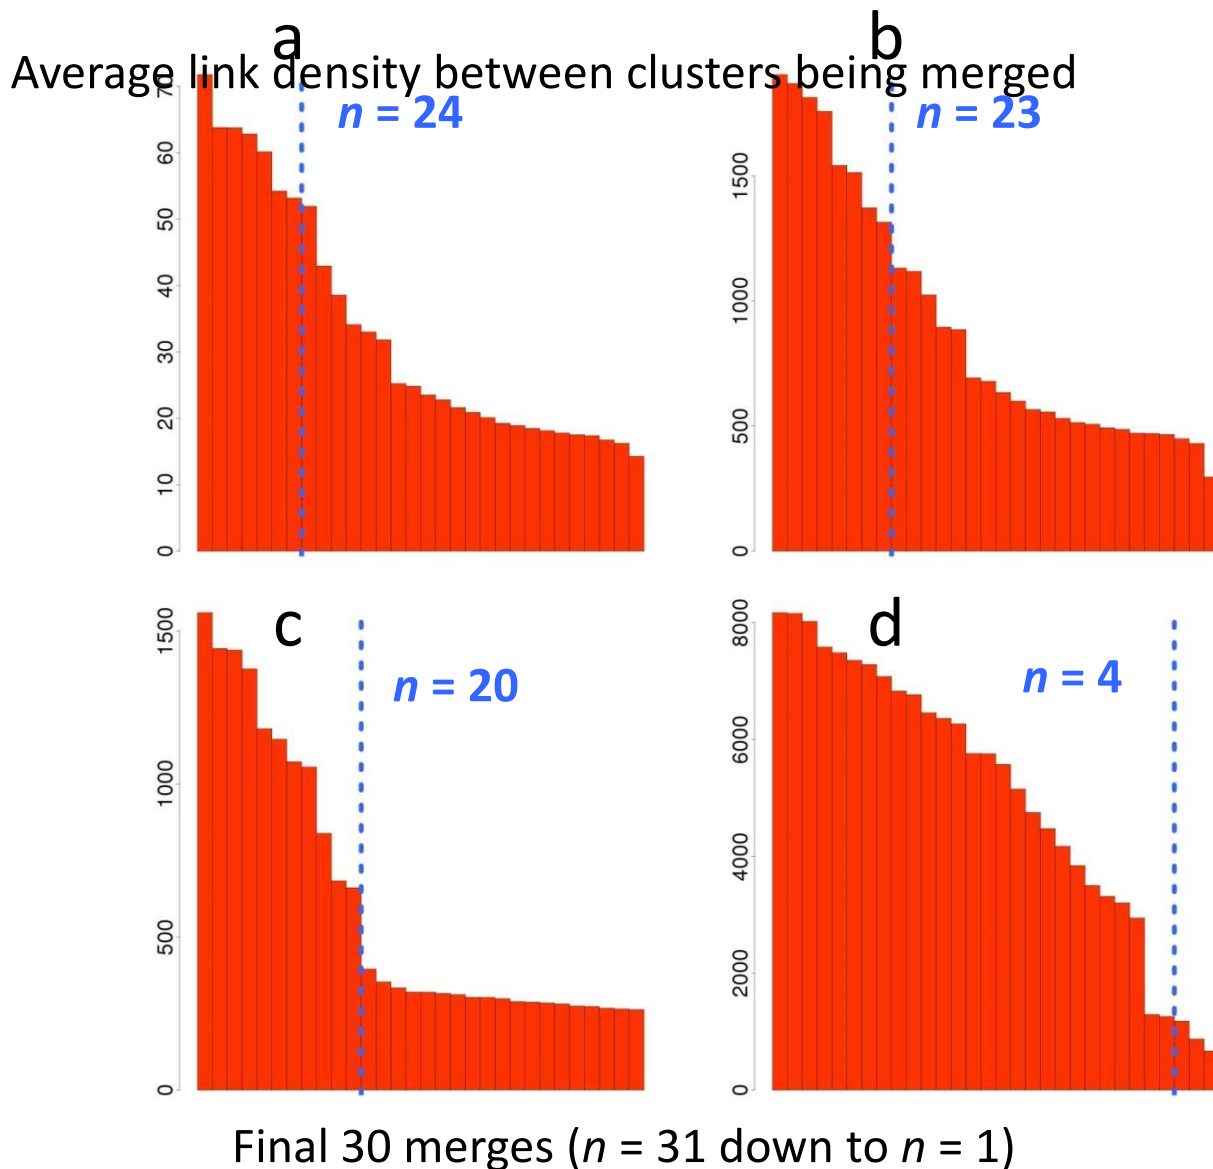 a b
Average link density between clusters being merged
n = 24 n = 23
0 10 20 30 40 50 60 70
0 500 1000 1500
c d
n = 20 n = 4
0 500 1000 1500
0 2000 4000 6000 8000
Final 30 merges (n = 31 down to n = 1)